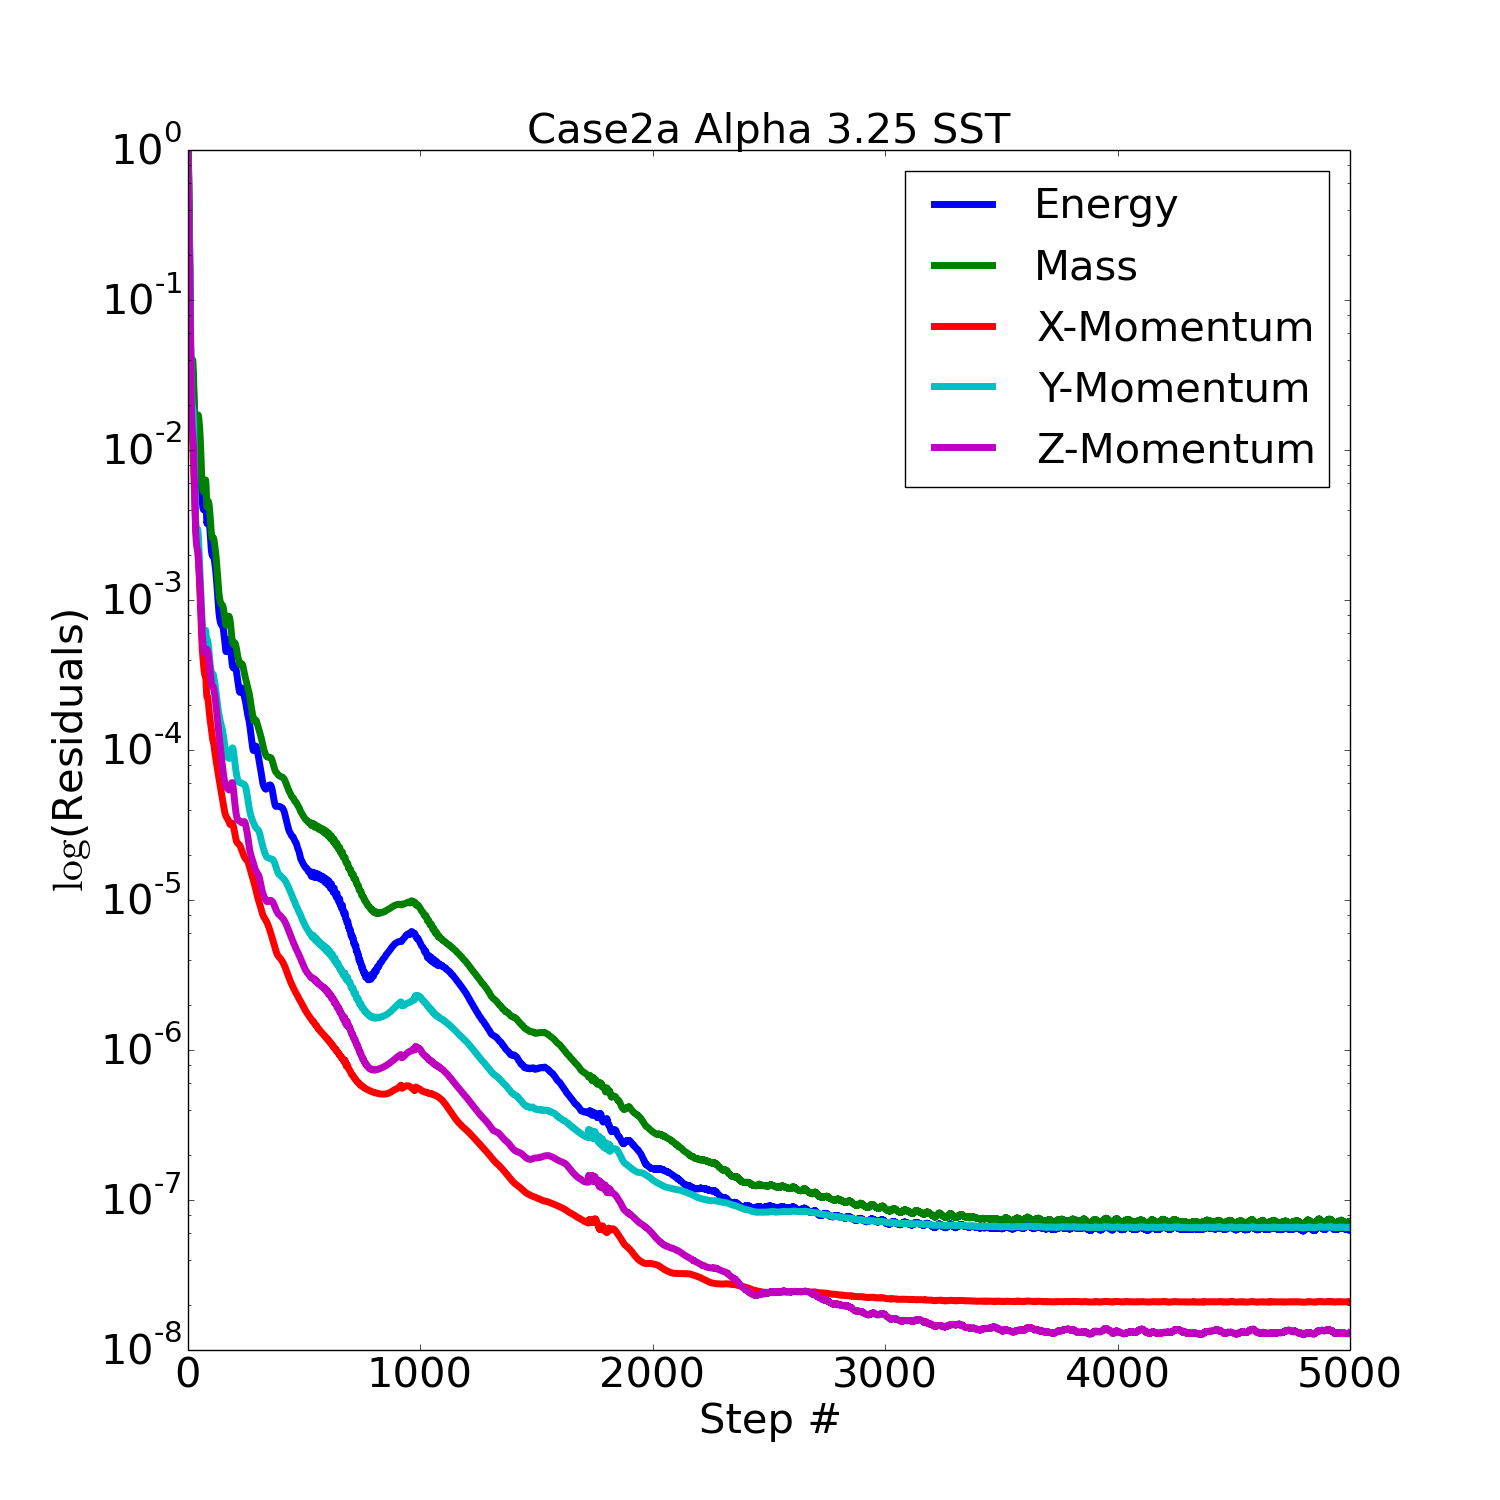 Case2a Alpha 3.25 SST
10^0
10^-1
10^-2
10^-3
10^-4
10^-5
10^-6
10^-7
10^-8
log(Residuals)
Energy
Mass
X-Momentum
Y-Momentum
Z-Momentum
0 1000 2000 3000 4000 5000
Step #